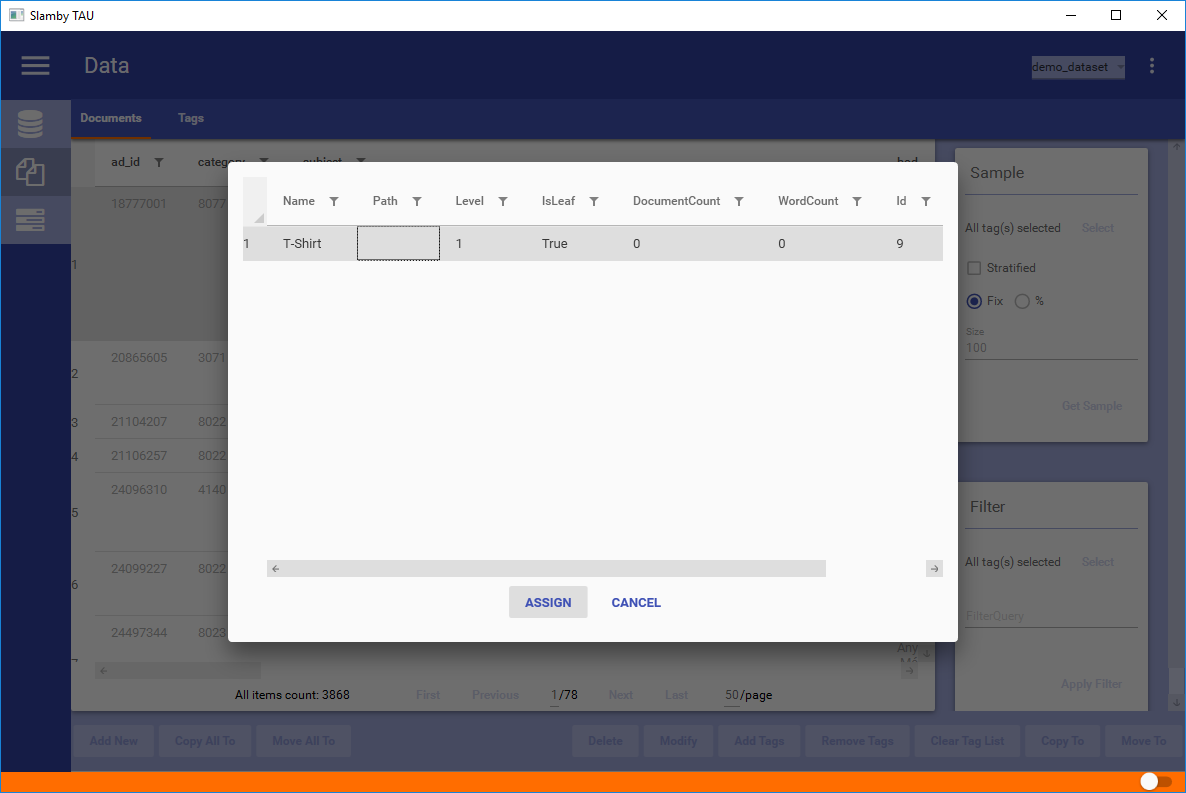 Slamby TAU
Data
demo_dataset
Documents Tags
ad_id category subject
Name Path Level IsLeaf DocumentCount WordCount Id
1 T-Shirt 1 True 0 0 9
18777001 8077
1
20865605 3071
2
3 21104207 8022
4 21106257 8022
24096310 4140
5
24099227 8022
6
24497344 8023
Any
ASSIGN CANCEL
All items count: 3868 First Previous 1/78 Next Last 50/page
Sample
All tag(s) selected Select
Stratified
Fix %
Size
100
Get Sample
Filter
All tag(s) selected Select
FilterQuery
Apply Filter
Add New Copy All To Move All To Delete Modify Add Tags Remove Tags Clear Tag List Copy To Move To